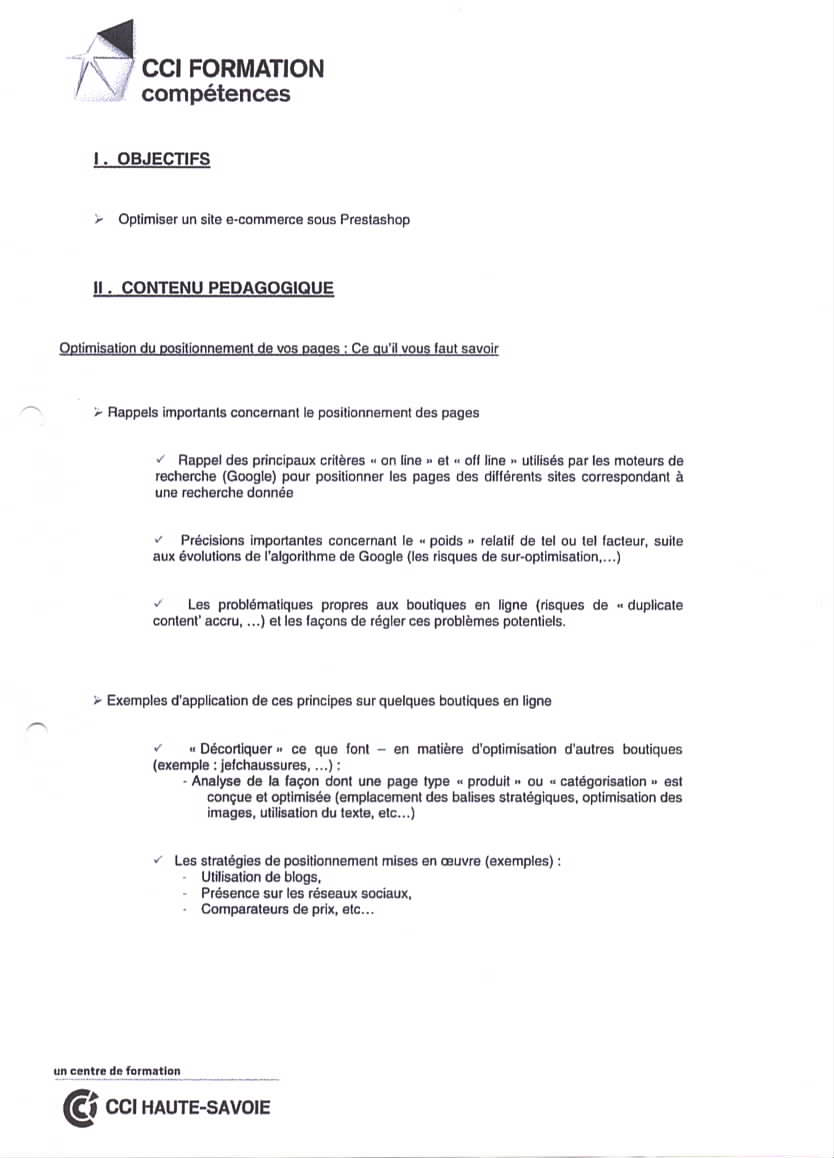 CCI FORMATION
compétences
I . OBJECTIFS
➢ Optimiser un site e-commerce sous Prestashop
II . CONTENU PEDAGOGIQUE
Optimisation du positionnement de vos pages : Ce qu'il vous faut savoir
➢ Rappels importants concernant le positionnement des pages
✓ Rappel des principaux critères « on line » et « off line » utilisés par les moteurs de
recherche (Google) pour positionner les pages des différents sites correspondant à
une recherche donnée
✓ Précisions importantes concernant le « poids » relatif de tel ou tel facteur, suite
aux évolutions de l'algorithme de Google (les risques de sur-optimisation,...)
✓ Les problématiques propres aux boutiques en ligne (risques de « duplicate
content' accru, ...) et les façons de régler ces problèmes potentiels.
➢ Exemples d'application de ces principes sur quelques boutiques en ligne
✓ « Décortiquer » ce que font – en matière d'optimisation d'autres boutiques
(exemple : jefchaussures, ...) :
- Analyse de la façon dont une page type « produit » ou « catégorisation » est
conçue et optimisée (emplacement des balises stratégiques, optimisation des
images, utilisation du texte, etc...)
✓ Les stratégies de positionnement mises en œuvre (exemples) :
- Utilisation de blogs,
- Présence sur les réseaux sociaux,
- Comparateurs de prix, etc...
un centre de formation
CCI HAUTE-SAVOIE